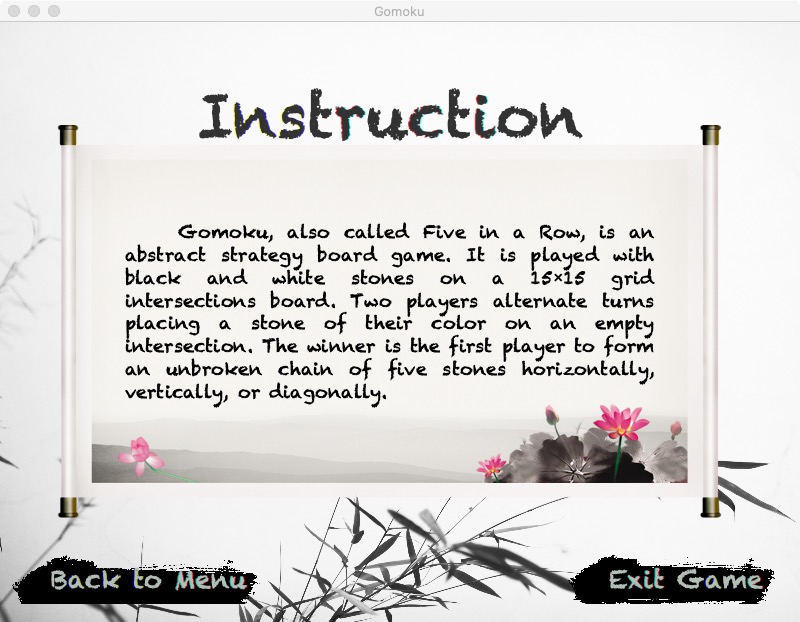 Gomoku
Instruction
Gomoku, also called Five in a Row, is an
abstract strategy board game. It is played with
black and white stones on a 15×15 grid
intersections board. Two players alternate turns
placing a stone of their color on an empty
intersection. The winner is the first player to form
an unbroken chain of five stones horizontally,
vertically, or diagonally.
Back to Menu
Exit Game